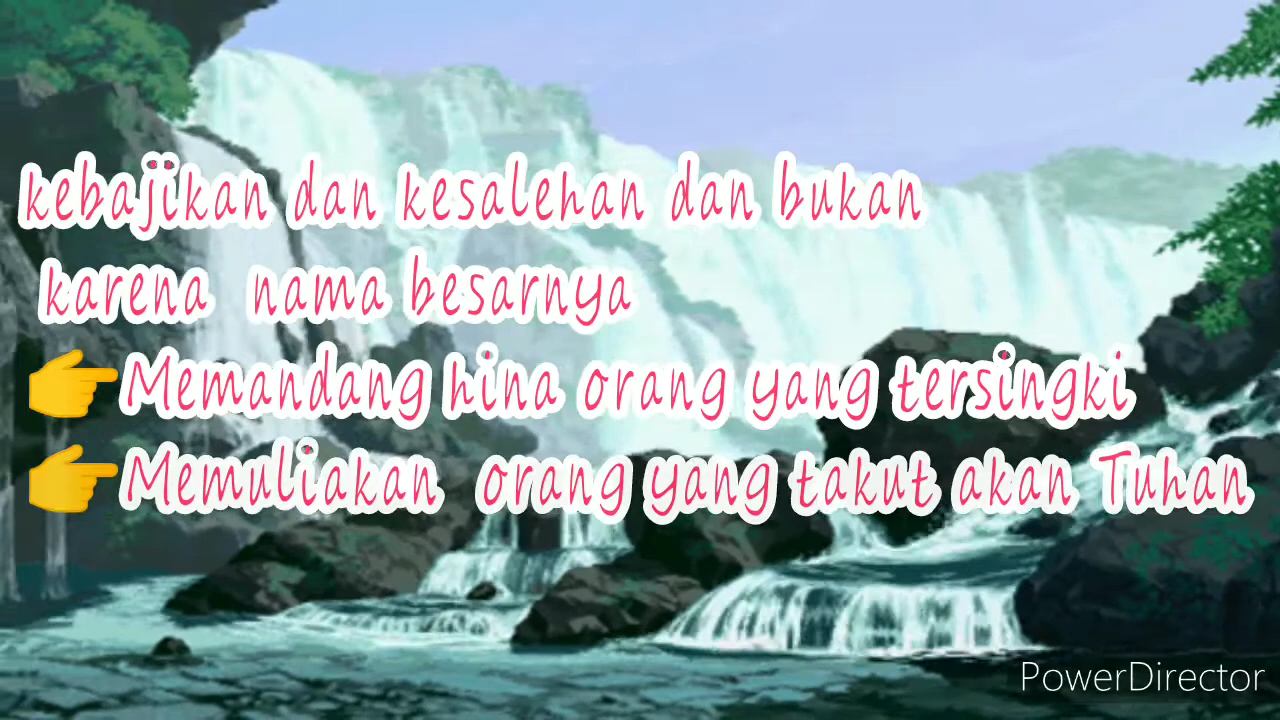 kebajikan dan kesalehan dan bukan
karena nama besarnya
👉Memandang hina orang yang tersingki
👉Memuliakan orang yang takut akan Tuhan
PowerDirector